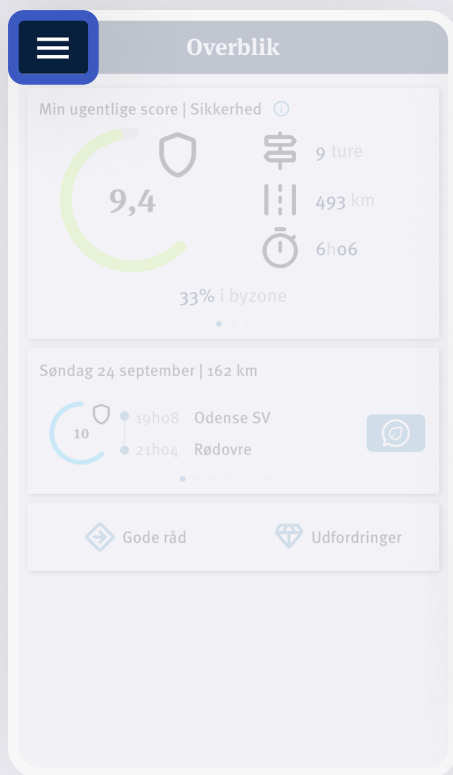 Overblik
Min ugentlige score | Sikkerhed
9 ture
9,4
493 km
6h06
33% i byzone
Søndag 24 september | 162 km
10
19h08 Odense SV
21h04 Rødovre
Gode råd
Udfordringer